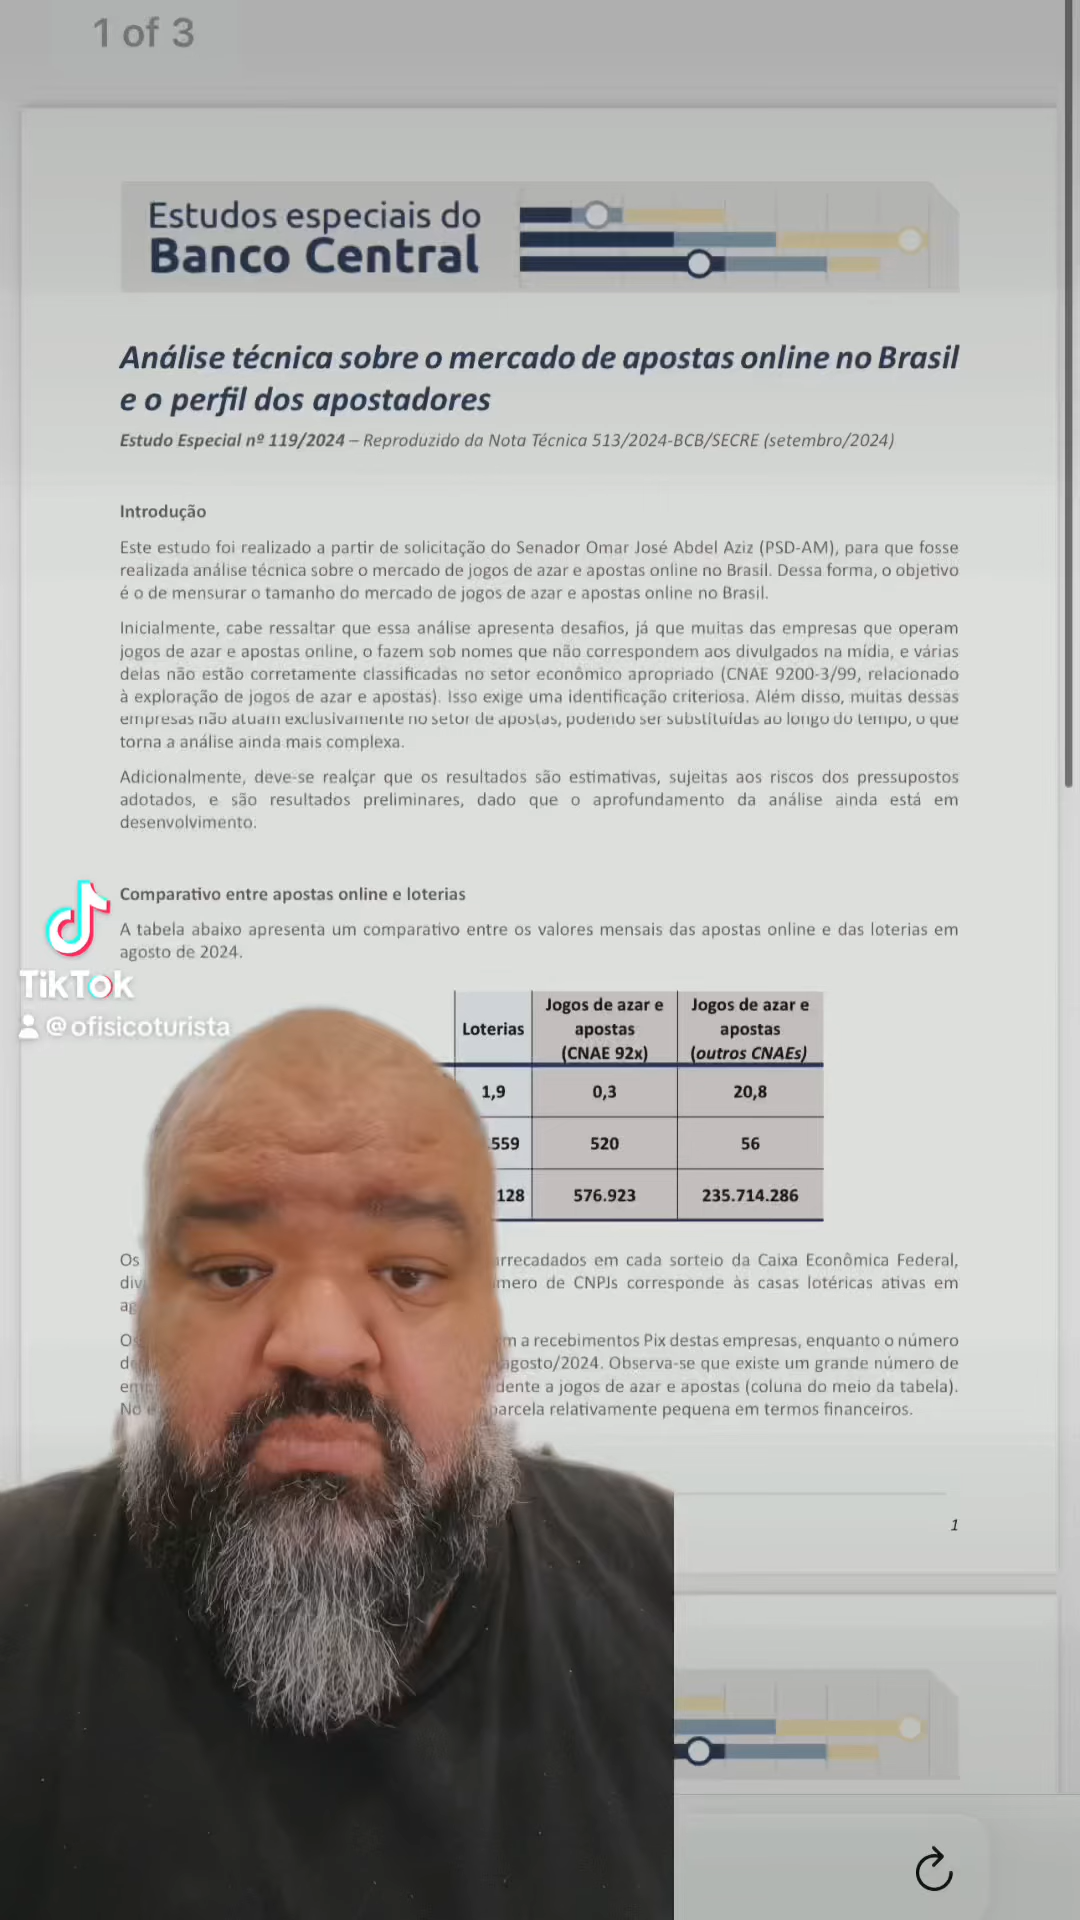 1 of 3
Estudos especiais do
Banco Central
Análise técnica sobre o mercado de apostas online no Brasil
e o perfil dos apostadores
Estudo Especial nº 119/2024 – Reproduzido da Nota Técnica 513/2024-BCB/SECRE (setembro/2024)
Introdução
Este estudo foi realizado a partir de solicitação do Senador Omar José Abdel Aziz (PSD-AM), para que fosse
realizada análise técnica sobre o mercado de jogos de azar e apostas online no Brasil. Dessa forma, o objetivo
é o de mensurar o tamanho do mercado de jogos de azar e apostas online no Brasil.
Inicialmente, cabe ressaltar que essa análise apresenta desafios, já que muitas das empresas que operam
jogos de azar e apostas online, o fazem sob nomes que não correspondem aos divulgados na mídia, e várias
delas não estão corretamente classificadas no setor econômico apropriado (CNAE 9200-3/99, relacionado
à exploração de jogos de azar e apostas). Isso exige uma identificação criteriosa. Além disso, muitas dessas
empresas não atuam exclusivamente no setor de apostas, podendo ser substituídas ao longo do tempo, o que
torna a análise ainda mais complexa.
Adicionalmente, deve-se realçar que os resultados são estimativas, sujeitas aos riscos dos pressupostos
adotados, e são resultados preliminares, dado que o aprofundamento da análise ainda está em
desenvolvimento.
Comparativo entre apostas online e loterias
A tabela abaixo apresenta um comparativo entre os valores mensais das apostas online e das loterias em
agosto de 2024.
TikTok
@ofisicoturista
Loterias
Jogos de azar e
apostas
(CNAE 92x)
Jogos de azar e
apostas
(outros CNAEs)
1,9 0,3 20,8
.559 520 56
128 576.923 235.714.286
Os arrecadados em cada sorteio da Caixa Econômica Federal,
CNPJs corresponde às casas lotéricas ativas em
Os a recebimentos Pix destas empresas, enquanto o número
agosto/2024. Observa-se que existe um grande número de
a jogos de azar e apostas (coluna do meio da tabela).
parcela relativamente pequena em termos financeiros.
1